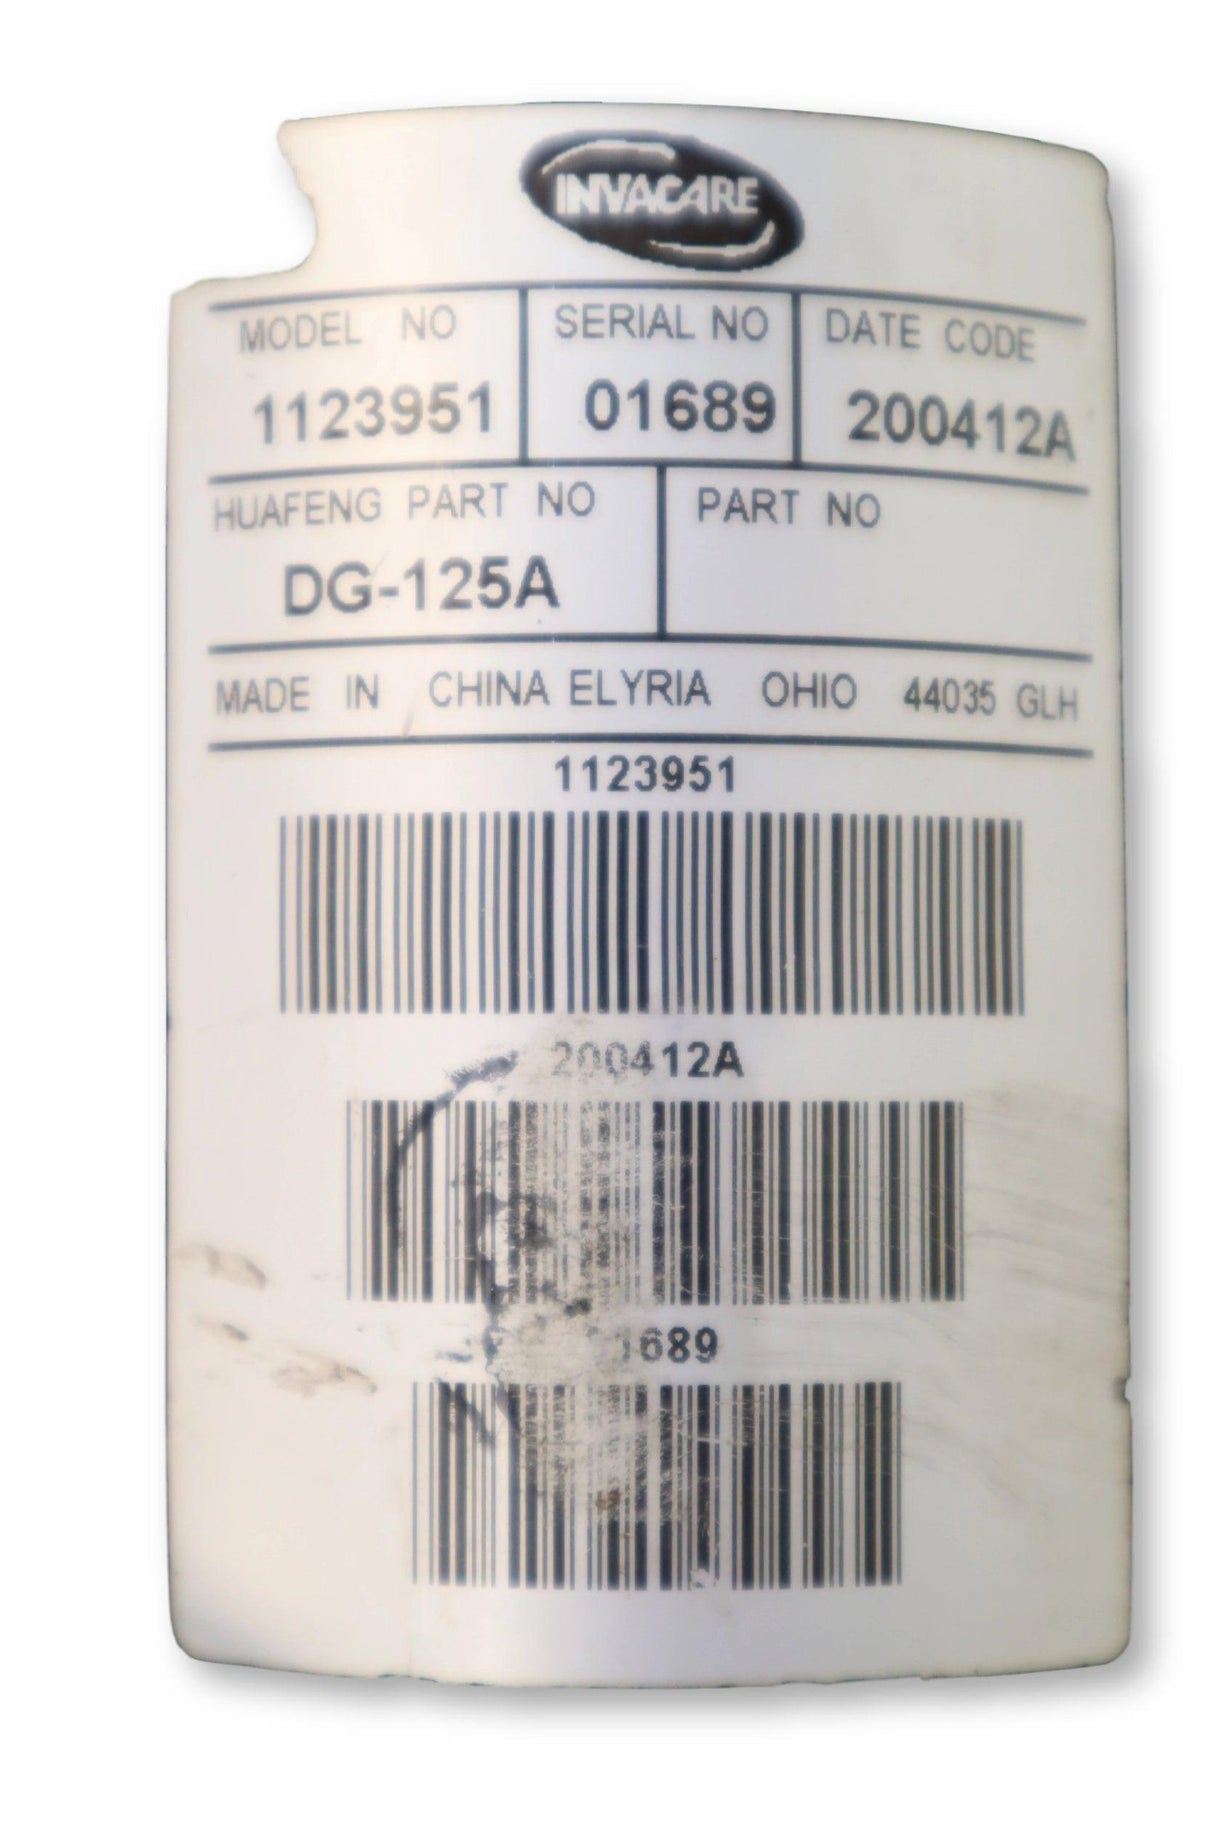 INVACARE
MODEL NO SERIAL NO DATE CODE
1123951 01689 200412A
HUAFENG PART NO PART NO
DG-125A
MADE IN CHINA ELYRIA OHIO 44035 GLH
1123951
200412A
1689